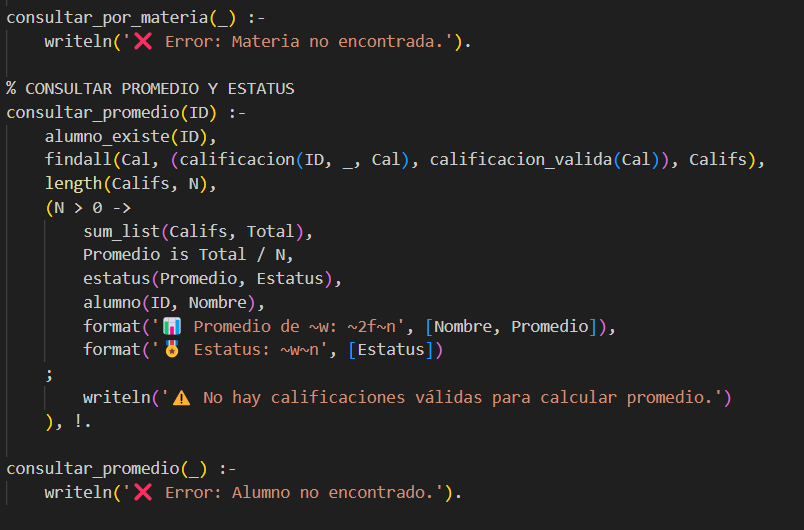 consultar_por_materia(_) :-
    writeln('❌ Error: Materia no encontrada.').

% CONSULTAR PROMEDIO Y ESTATUS
consultar_promedio(ID) :-
    alumno_existe(ID),
    findall(Cal, (calificacion(ID, _, Cal), calificacion_valida(Cal)), Califs),
    length(Califs, N),
    (N > 0 ->
        sum_list(Califs, Total),
        Promedio is Total / N,
        estatus(Promedio, Estatus),
        alumno(ID, Nombre),
        format('📊 Promedio de ~w: ~2f~n', [Nombre, Promedio]),
        format('🏅 Estatus: ~w~n', [Estatus])
    ;
        writeln('⚠️ No hay calificaciones válidas para calcular promedio.')
    ), !.

consultar_promedio(_) :-
    writeln('❌ Error: Alumno no encontrado.').